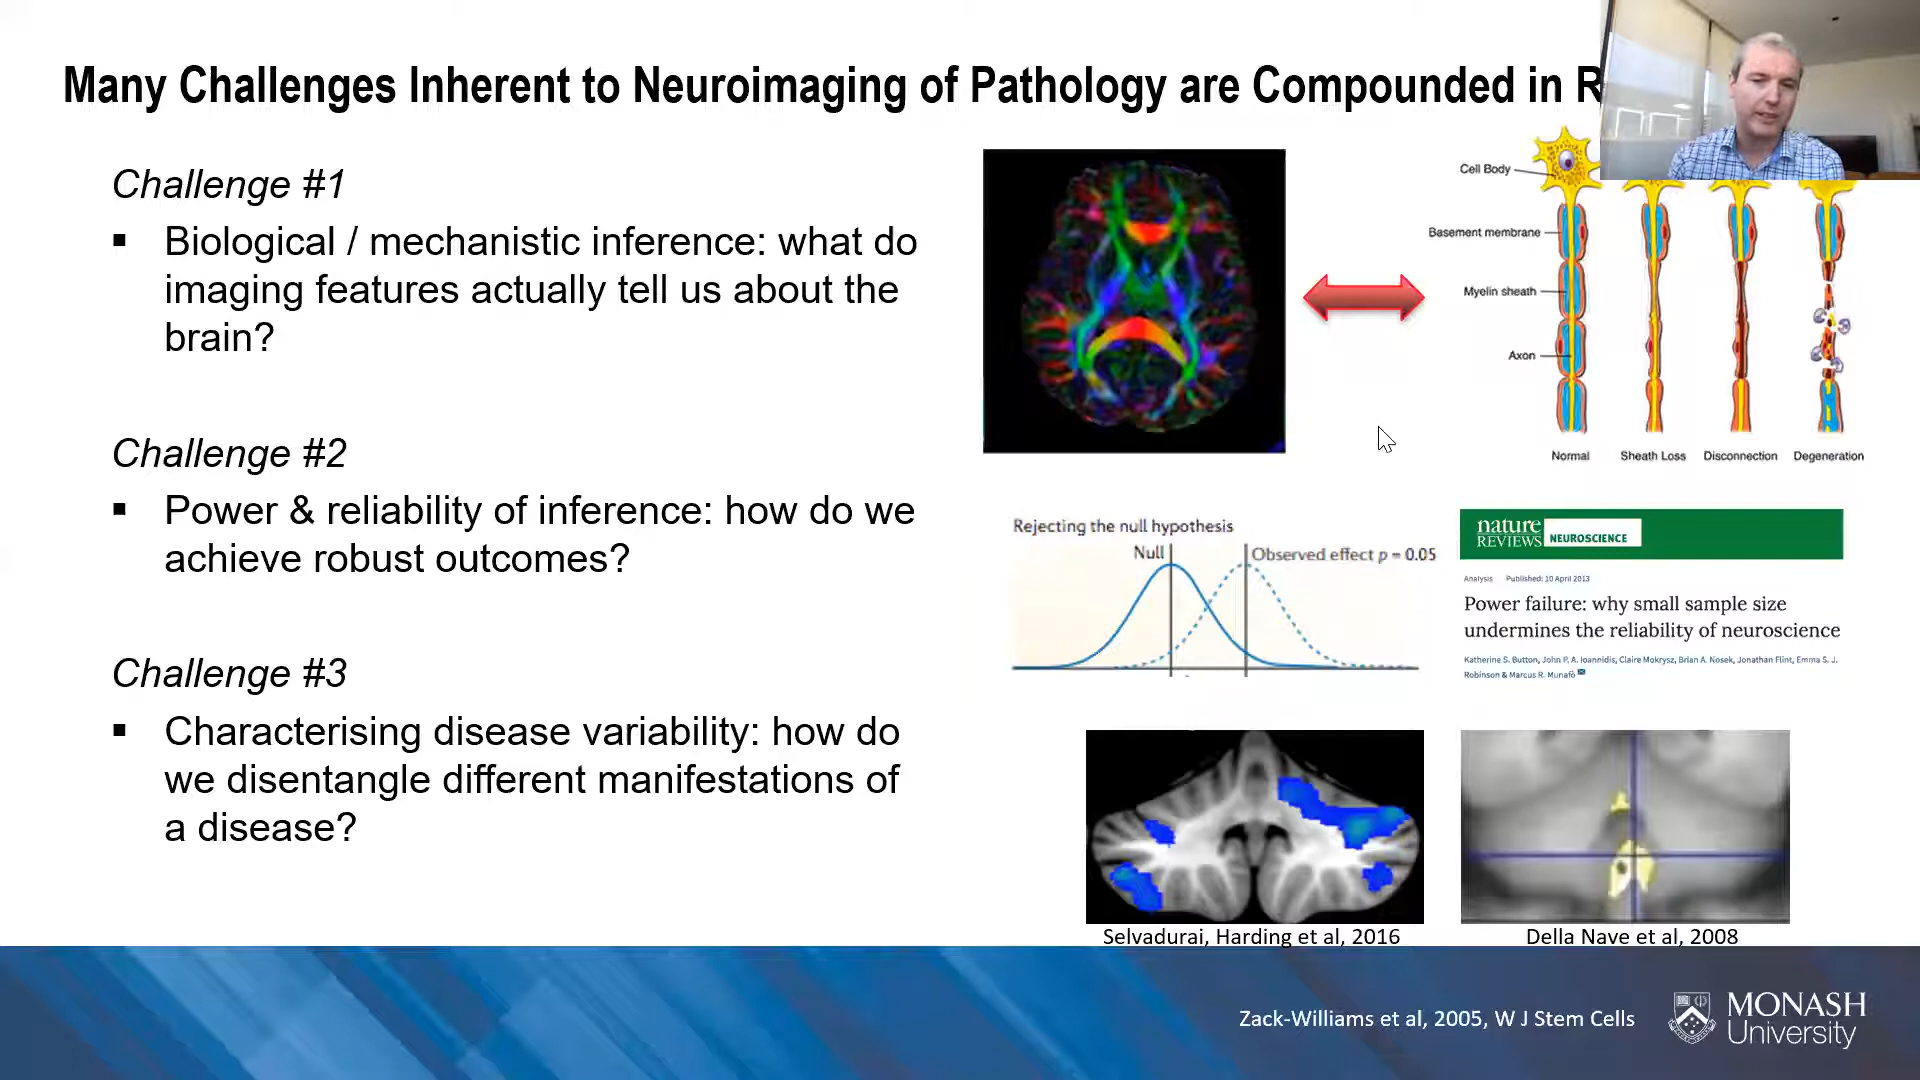 Many Challenges Inherent to Neuroimaging of Pathology are Compounded in R
Challenge #1
▪ Biological / mechanistic inference: what do
imaging features actually tell us about the
brain?
Challenge #2
▪ Power & reliability of inference: how do we
achieve robust outcomes?
Challenge #3
▪ Characterising disease variability: how do
we disentangle different manifestations of
a disease?
Cell Body
Basement membrane
Myelin sheath
Axon
Normal Sheath Loss Disconnection Degeneration
Rejecting the null hypothesis
Null Observed effect p = 0.05
nature
REVIEWS NEUROSCIENCE
Analysis Published: 10 April 2013
Power failure: why small sample size
undermines the reliability of neuroscience
Katherine S. Button, John P. A. Ioannidis, Claire Mokrysz, Brian A. Nosek, Jonathan Flint, Emma S. J.
Robinson & Marcus R. Munafò
Selvadurai, Harding et al, 2016
Della Nave et al, 2008
Zack-Williams et al, 2005, W J Stem Cells
MONASH
University